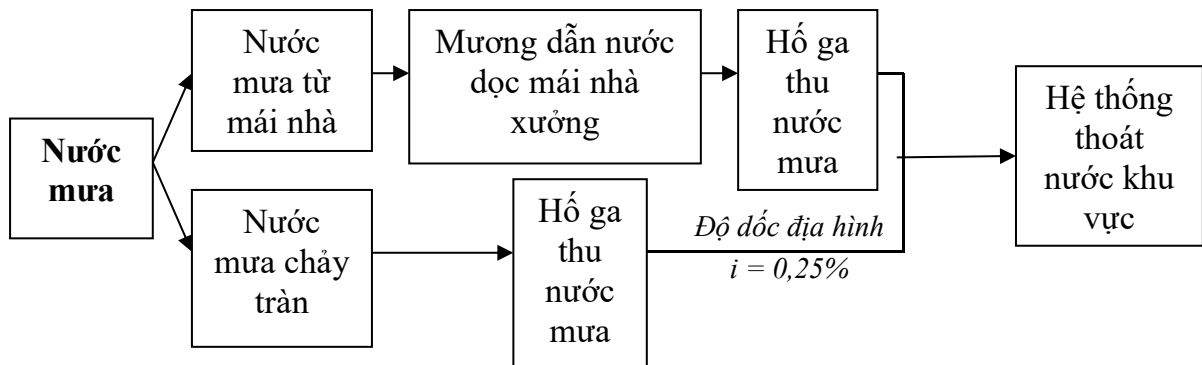 Nước
mưa
Nước
mưa từ
mái nhà
Mương dẫn nước
dọc mái nhà
xưởng
Hố ga
thu
nước
mưa
Nước
mưa chảy
tràn
Hố ga
thu
nước
mưa
Độ dốc địa hình
i = 0,25%
Hệ thống
thoát
nước khu
vực